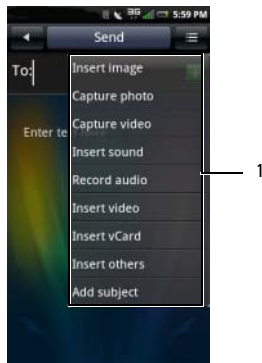 3G 5:59 PM
Send
To:
Insert image
Capture photo
Capture video
Enter te
Insert sound
Record audio
1
Insert video
Insert vCard
Insert others
Add subject